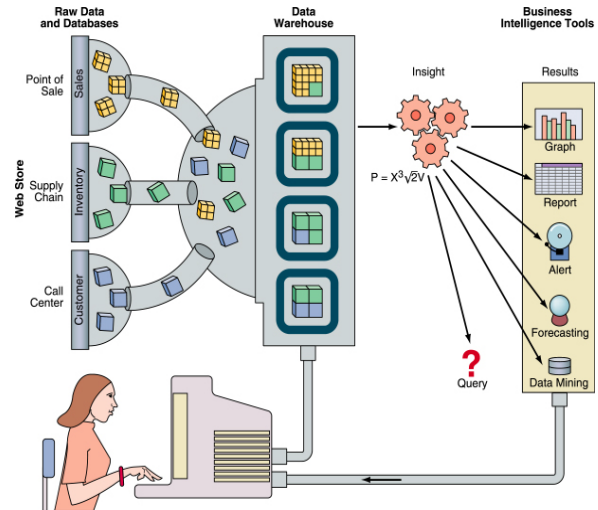 Raw Data
and Databases
Data
Warehouse
Business
Intelligence Tools
Insight
Results
Web Store
Point of
Sale
Sales
Supply
Chain
Inventory
Call
Center
Customer
P = X³√2V
Graph
Report
Alert
Forecasting
Data Mining
?
Query